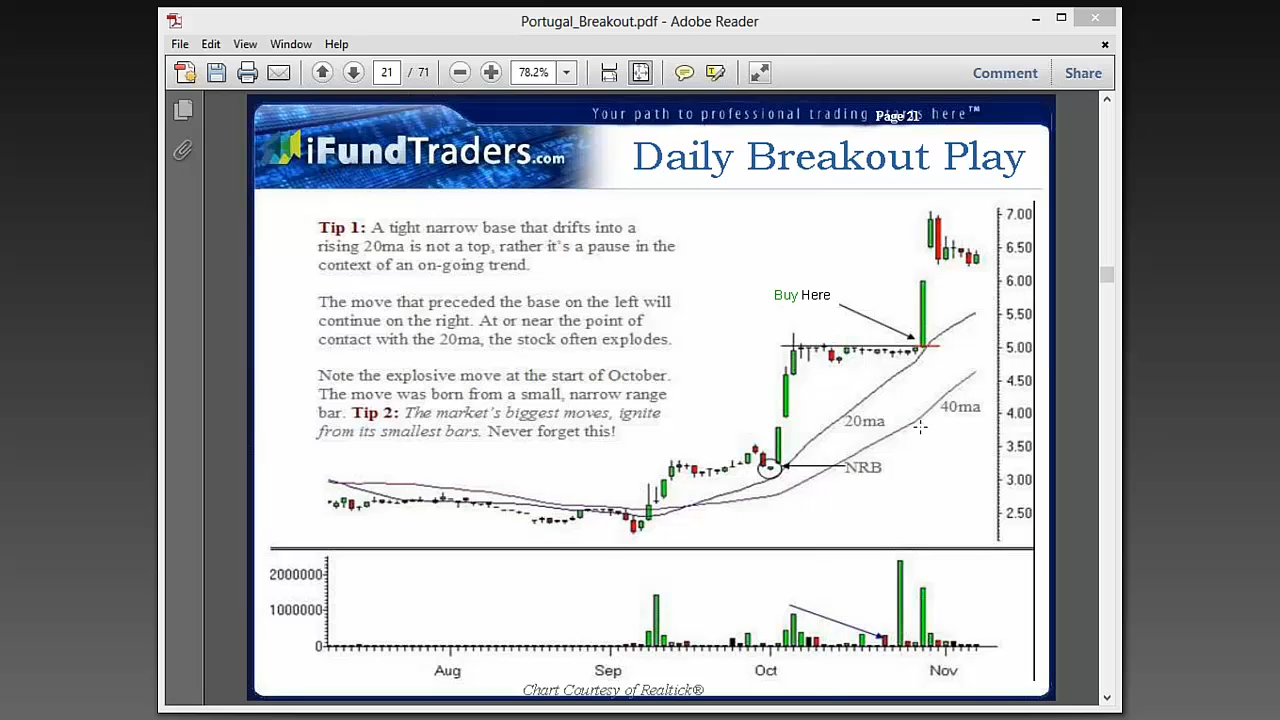 Portugal_Breakout.pdf - Adobe Reader
File Edit View Window Help
21 / 71 78.2% Comment Share
Your path to professional trading starts here™
Page 21
iFundTraders.com
Daily Breakout Play
Tip 1: A tight narrow base that drifts into a
rising 20ma is not a top, rather it's a pause in the
context of an on-going trend.
The move that preceded the base on the left will
continue on the right. At or near the point of
contact with the 20ma, the stock often explodes.
Note the explosive move at the start of October.
The move was born from a small, narrow range
bar. Tip 2: The market's biggest moves, ignite
from its smallest bars. Never forget this!
Buy Here
20ma
40ma
NRB
7.00
6.50
6.00
5.50
5.00
4.50
4.00
3.50
3.00
2.50
2000000
1000000
0
Aug Sep Oct Nov
Chart Courtesy of Realtick®